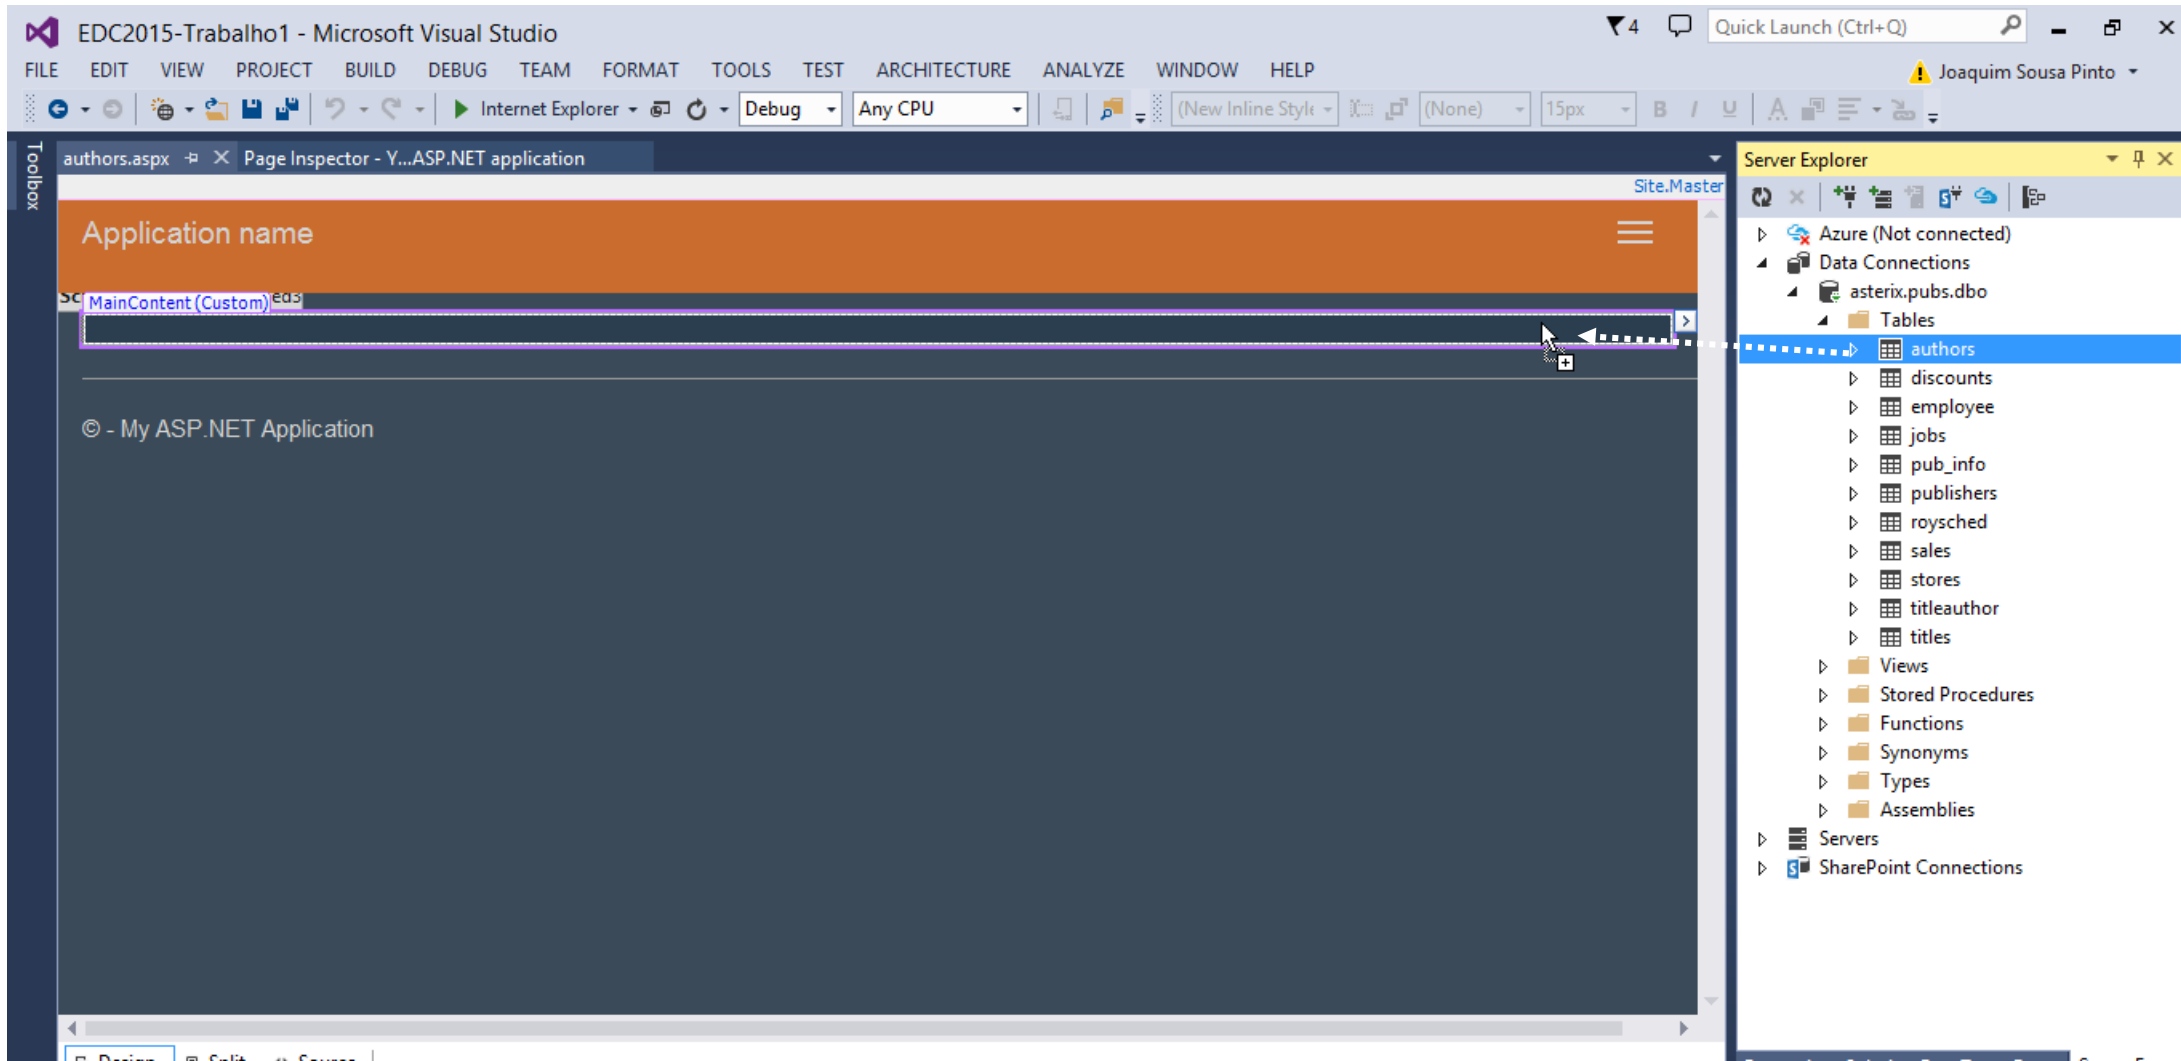 EDC2015-Trabalho1 - Microsoft Visual Studio
4
Quick Launch (Ctrl+Q)
FILE EDIT VIEW PROJECT BUILD DEBUG TEAM FORMAT TOOLS TEST ARCHITECTURE ANALYZE WINDOW HELP
Joaquim Sousa Pinto
Internet Explorer Debug Any CPU (New Inline Style (None) 15px B I U A
Toolbox
authors.aspx Page Inspector - Y...ASP.NET application
Site.Master
Application name
MainContent (Custom)
© - My ASP.NET Application
Design Split Source
Server Explorer
Azure (Not connected)
Data Connections
asterix.pubs.dbo
Tables
authors
discounts
employee
jobs
pub_info
publishers
roysched
sales
stores
titleauthor
titles
Views
Stored Procedures
Functions
Synonyms
Types
Assemblies
Servers
SharePoint Connections